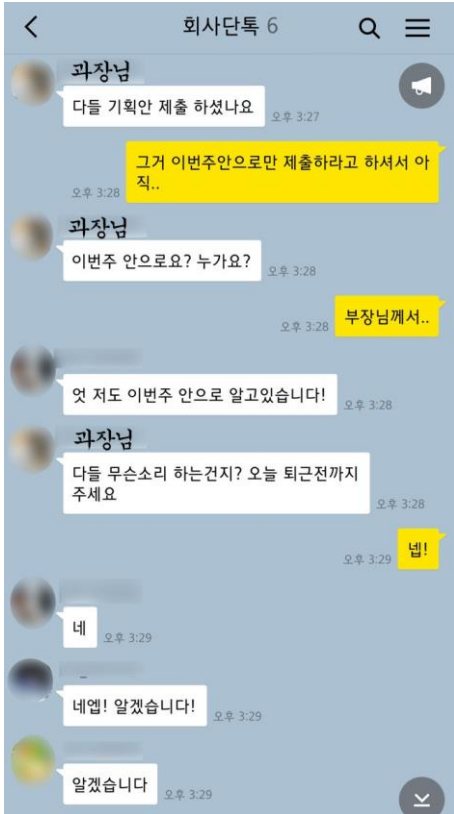 회사단톡 6
과장님
다들 기획안 제출 하셨나요
오후 3:27
그거 이번주안으로만 제출하라고 하셔서 아
직..
오후 3:28
과장님
이번주 안으로요? 누가요?
오후 3:28
부장님께서..
오후 3:28
엇 저도 이번주 안으로 알고있습니다!
오후 3:28
과장님
다들 무슨소리 하는건지? 오늘 퇴근전까지
주세요
오후 3:28
넵!
오후 3:29
네
오후 3:29
네엡! 알겠습니다!
오후 3:29
알겠습니다
오후 3:29